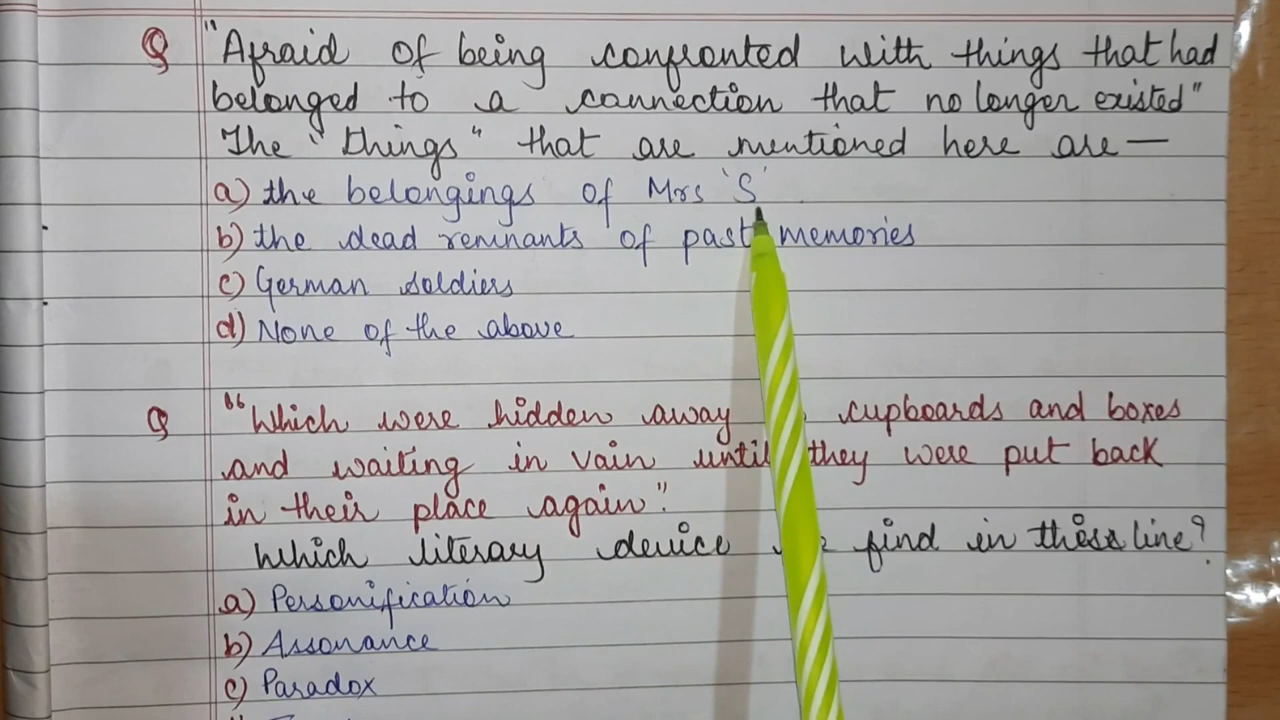 Q "Afraid of being confronted with things that had
belonged to a connection that no longer existed"
The "things" that are mentioned here are —
a) the belongings of Mrs 'S'
b) the dead remnants of past memories
c) German soldiers
d) None of the above
Q "Which were hidden away cupboards and boxes
and waiting in vain until they were put back
in their place again."
Which literary device find in these line?
a) Personification
b) Assonance
c) Paradox